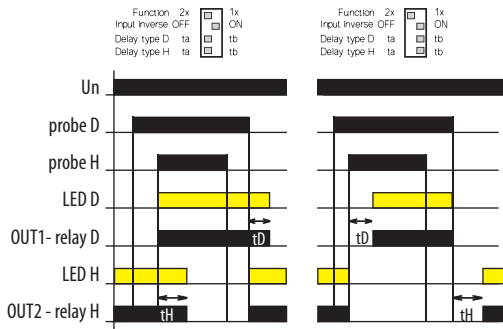 Function 2x 1x
Input Inverse OFF ON
Delay type D ta tb
Delay type H ta tb
Function 2x 1x
Input Inverse OFF ON
Delay type D ta tb
Delay type H ta tb
Un
probe D
probe H
LED D
OUT1- relay D tD tD
LED H
OUT2 - relay H tH tH